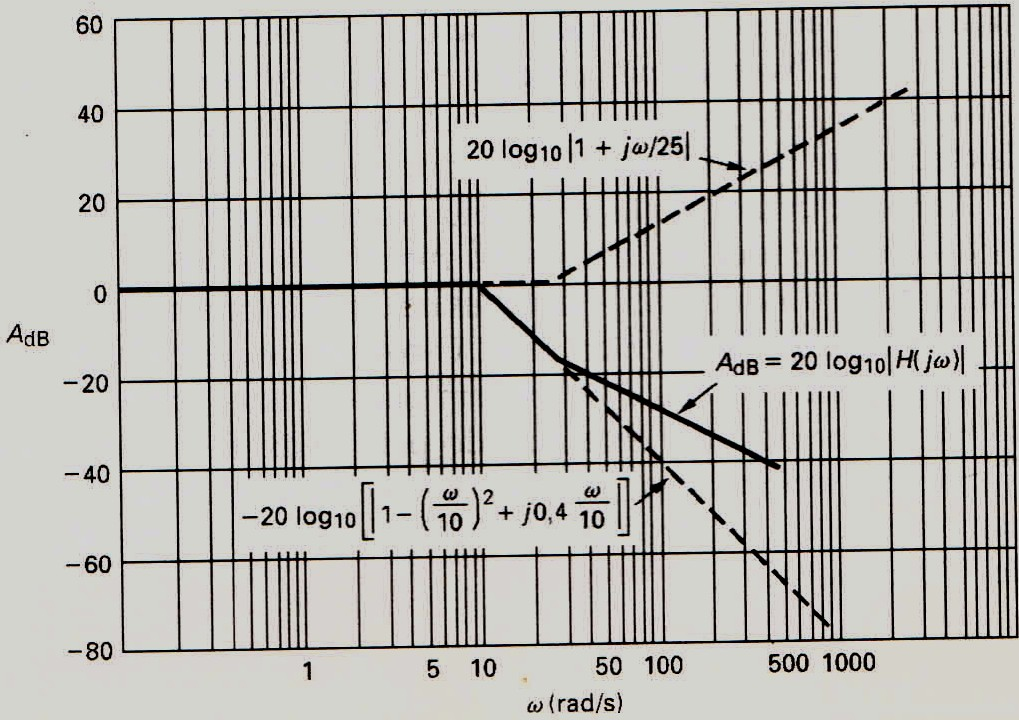 60
40
20
0
−20
−40
−60
−80
A_dB
20 log₁₀|1 + jω/25|
A_dB = 20 log₁₀|H(jω)|
−20 log₁₀[|1−(ω/10)² + j0,4 ω/10|]
1 5 10 50 100 500 1000
ω (rad/s)